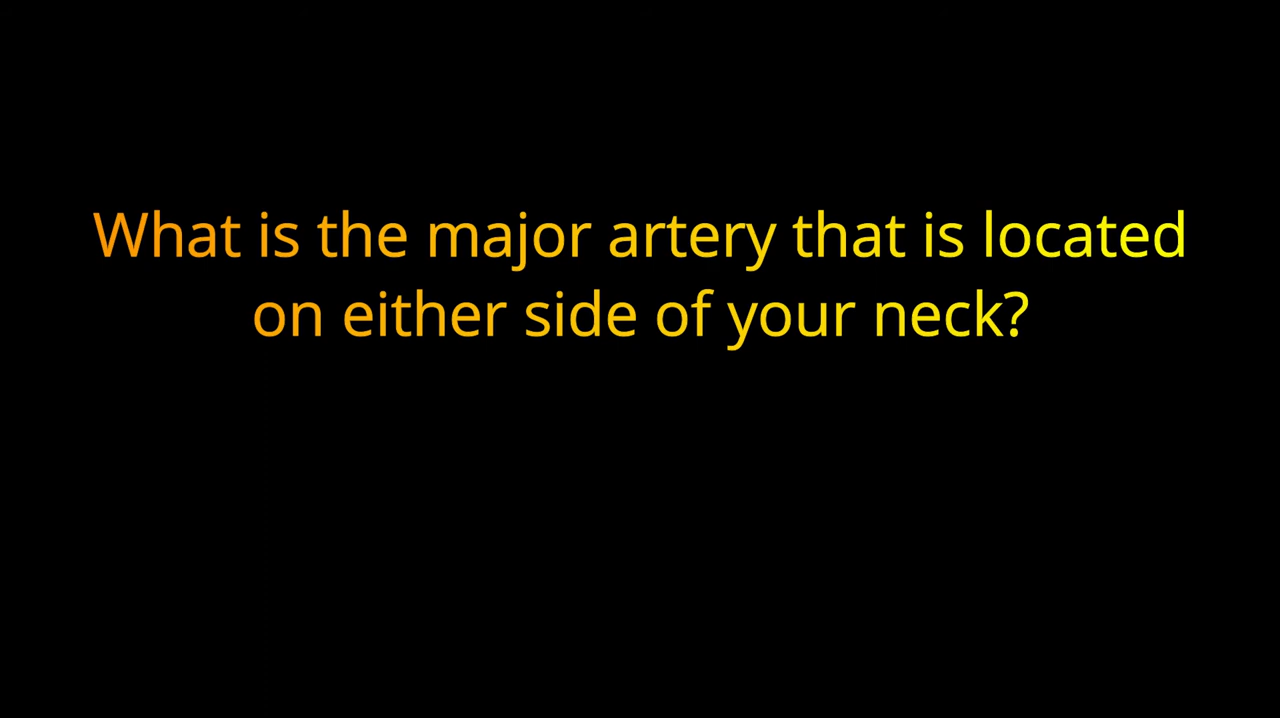 What is the major artery that is located
on either side of your neck?